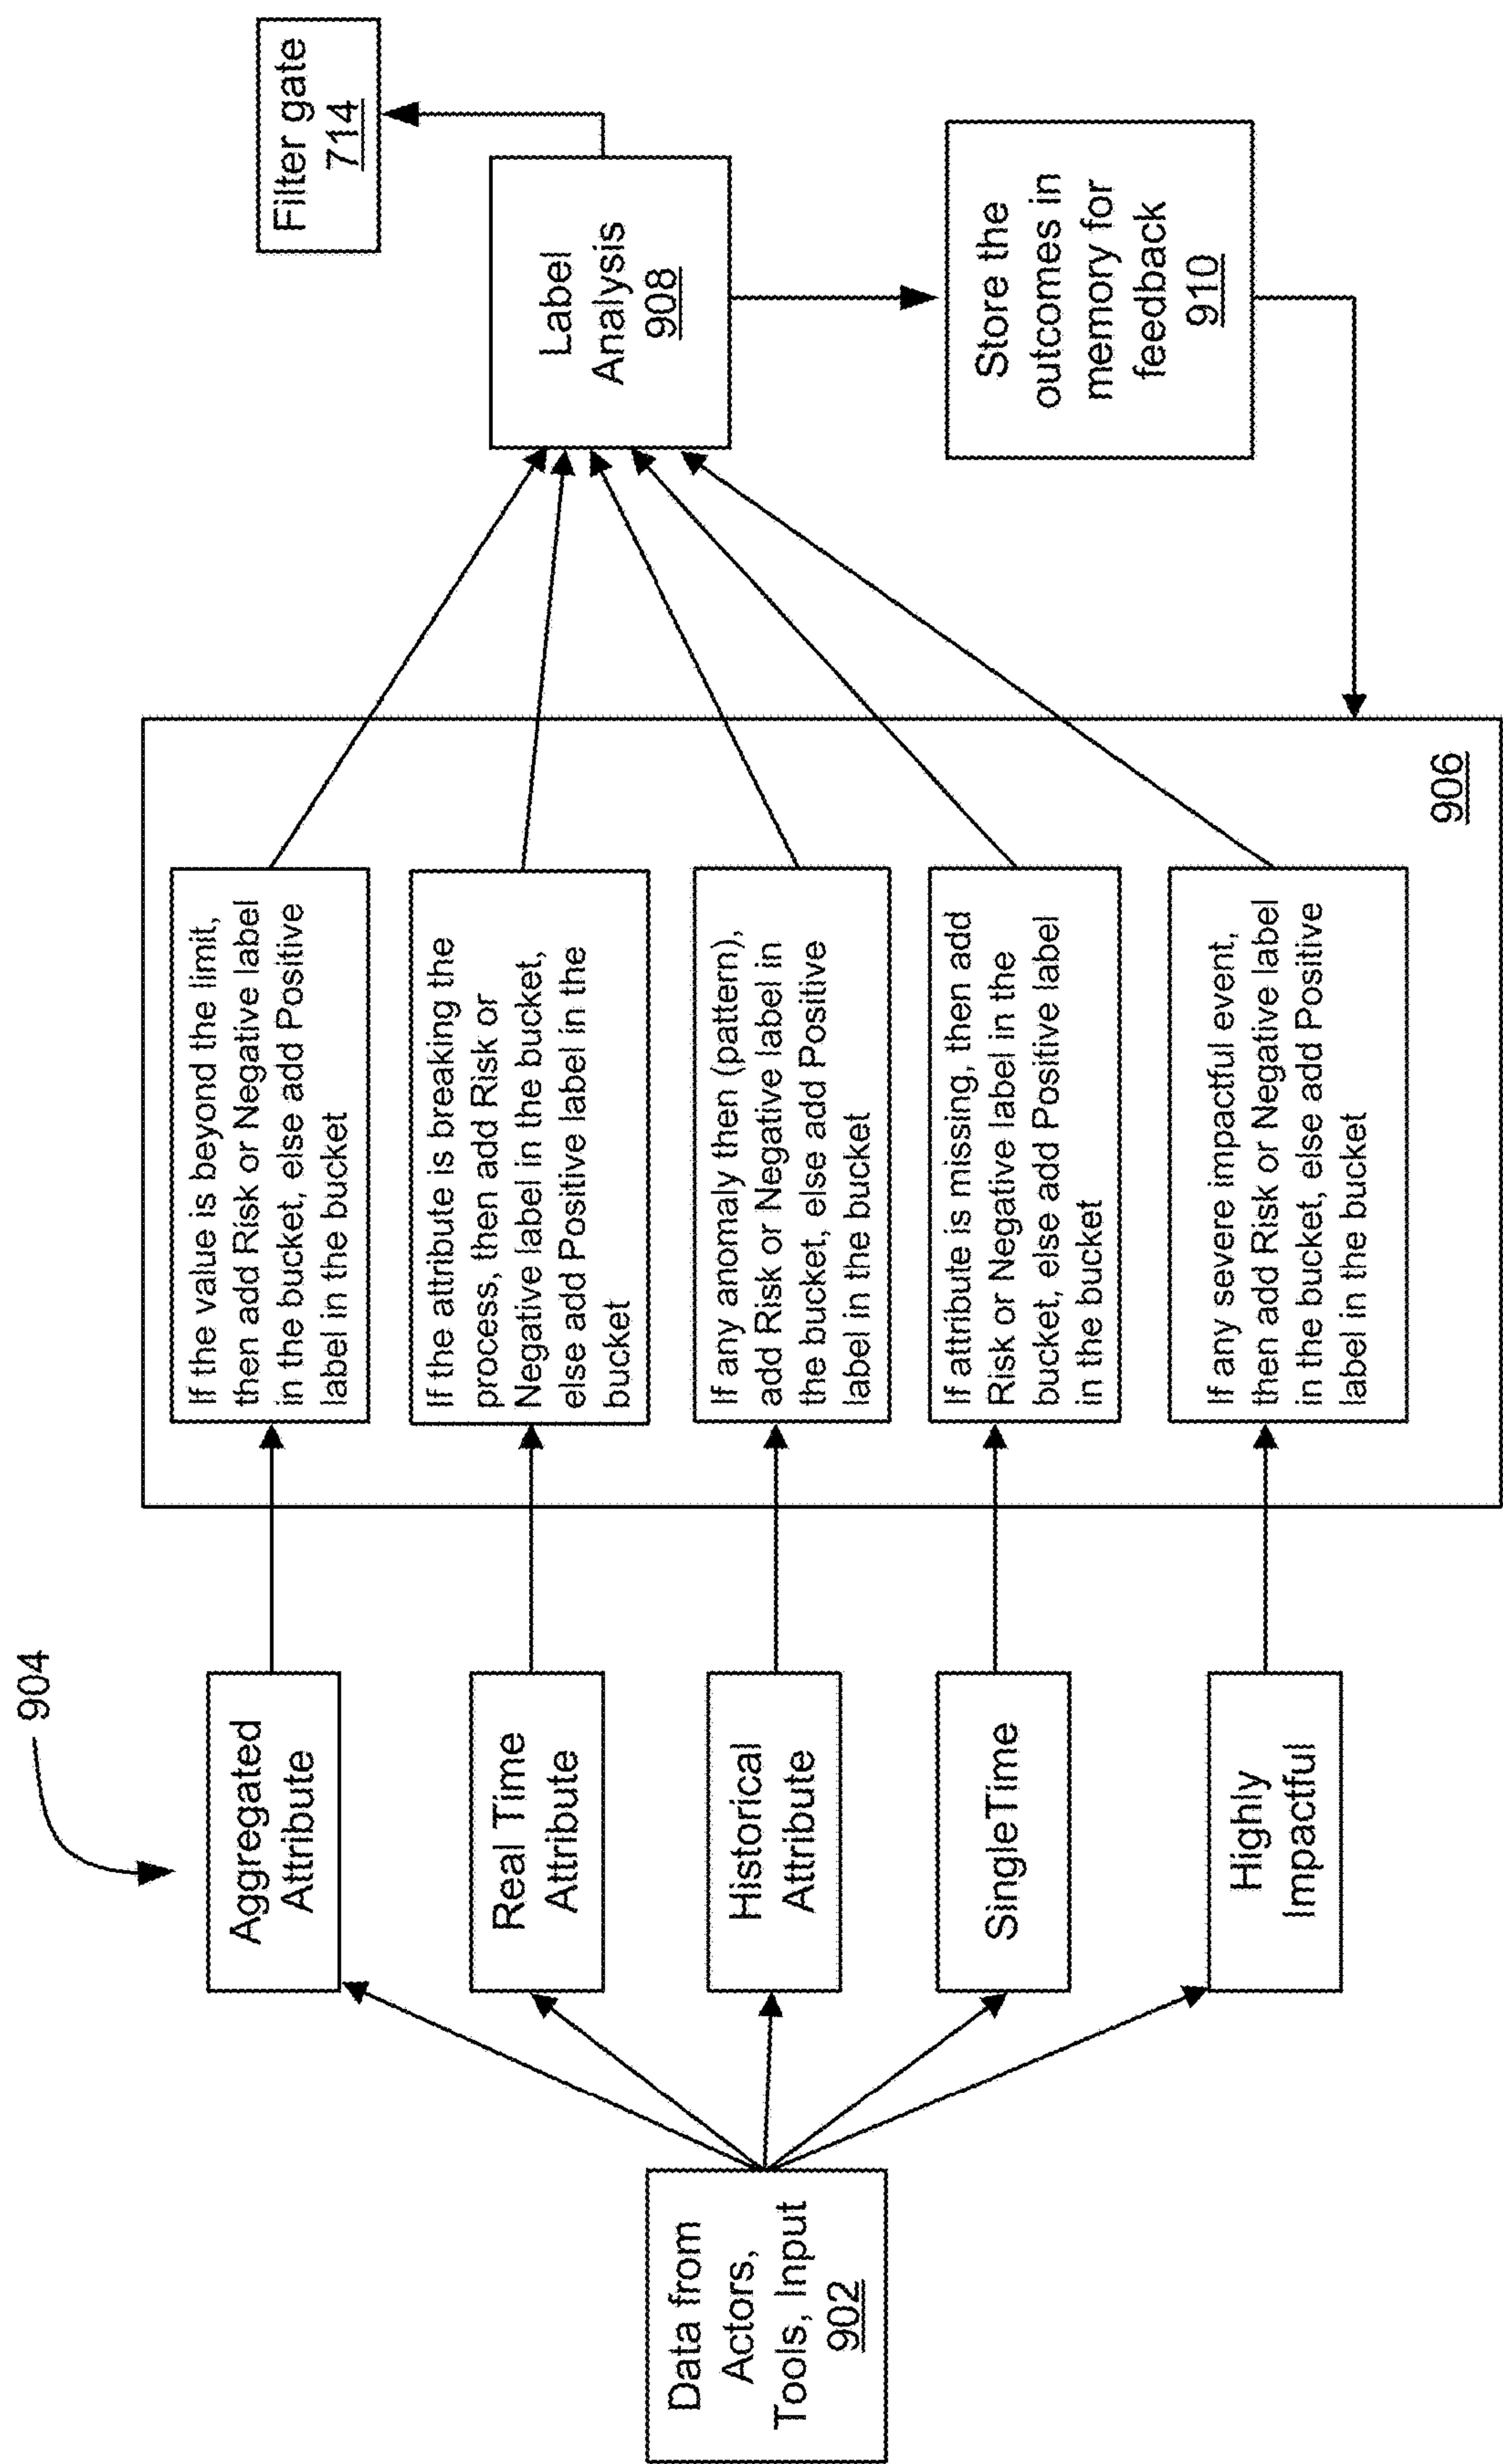 Data from
Actors,
Tools, Input
902
904
Aggregated
Attribute
Real Time
Attribute
Historical
Attribute
SingleTime
Highly
Impactful
If the value is beyond the limit,
then add Risk or Negative label
in the bucket, else add Positive
label in the bucket
If the attribute is breaking the
process, then add Risk or
Negative label in the bucket,
else add Positive label in the
bucket
If any anomaly then (pattern),
add Risk or Negative label in
the bucket, else add Positive
label in the bucket
If attribute is missing, then add
Risk or Negative label in the
bucket, else add Positive label
in the bucket
If any severe impactful event,
then add Risk or Negative label
in the bucket, else add Positive
label in the bucket
906
Label
Analysis
908
Filter gate
714
Store the
outcomes in
memory for
feedback
910